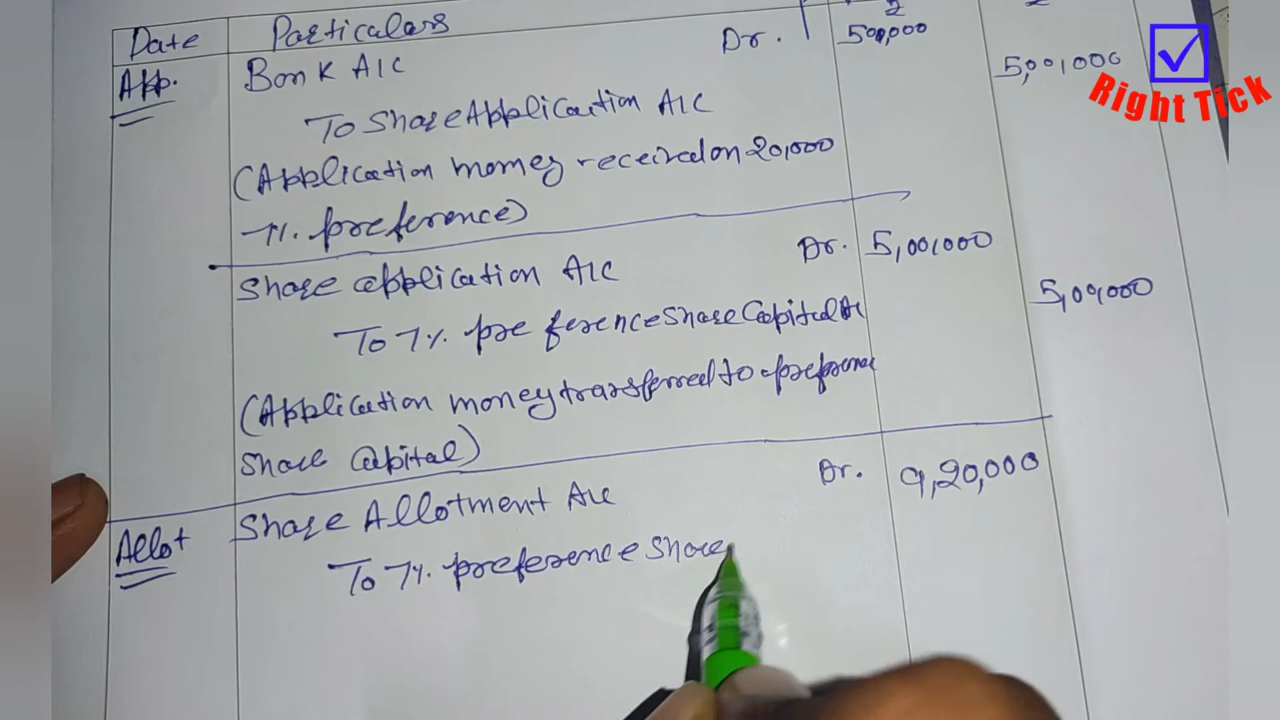 Date Particulars 2
App. Bank A/C Dr. 500,000
To Share Application A/C 5,00,000
(Application money received on 20,000
7%. preference)
Share application A/C Dr. 5,00,000
To 7%. preference Share Capital A/c 5,00,000
(Application money transferred to preference
Share Capital)
Allot Share Allotment A/c Dr. 9,20,000
To 7%. preference Share
Right Tick